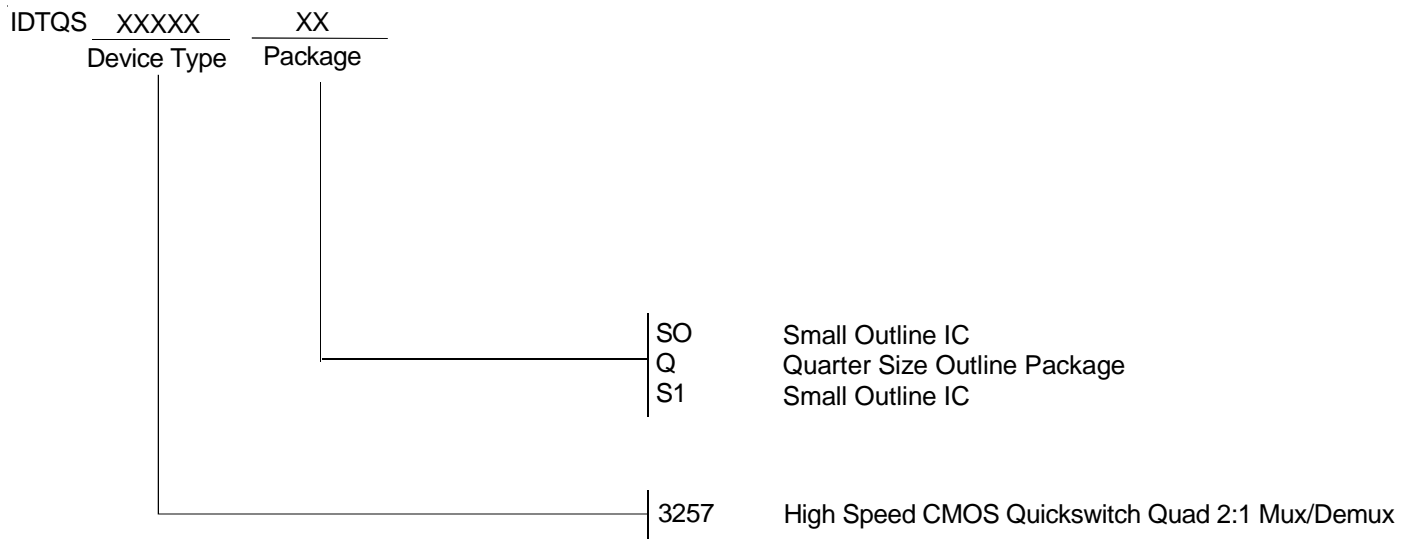 IDTQS XXXXX XX
Device Type Package
SO Small Outline IC
Q Quarter Size Outline Package
S1 Small Outline IC
3257 High Speed CMOS Quickswitch Quad 2:1 Mux/Demux